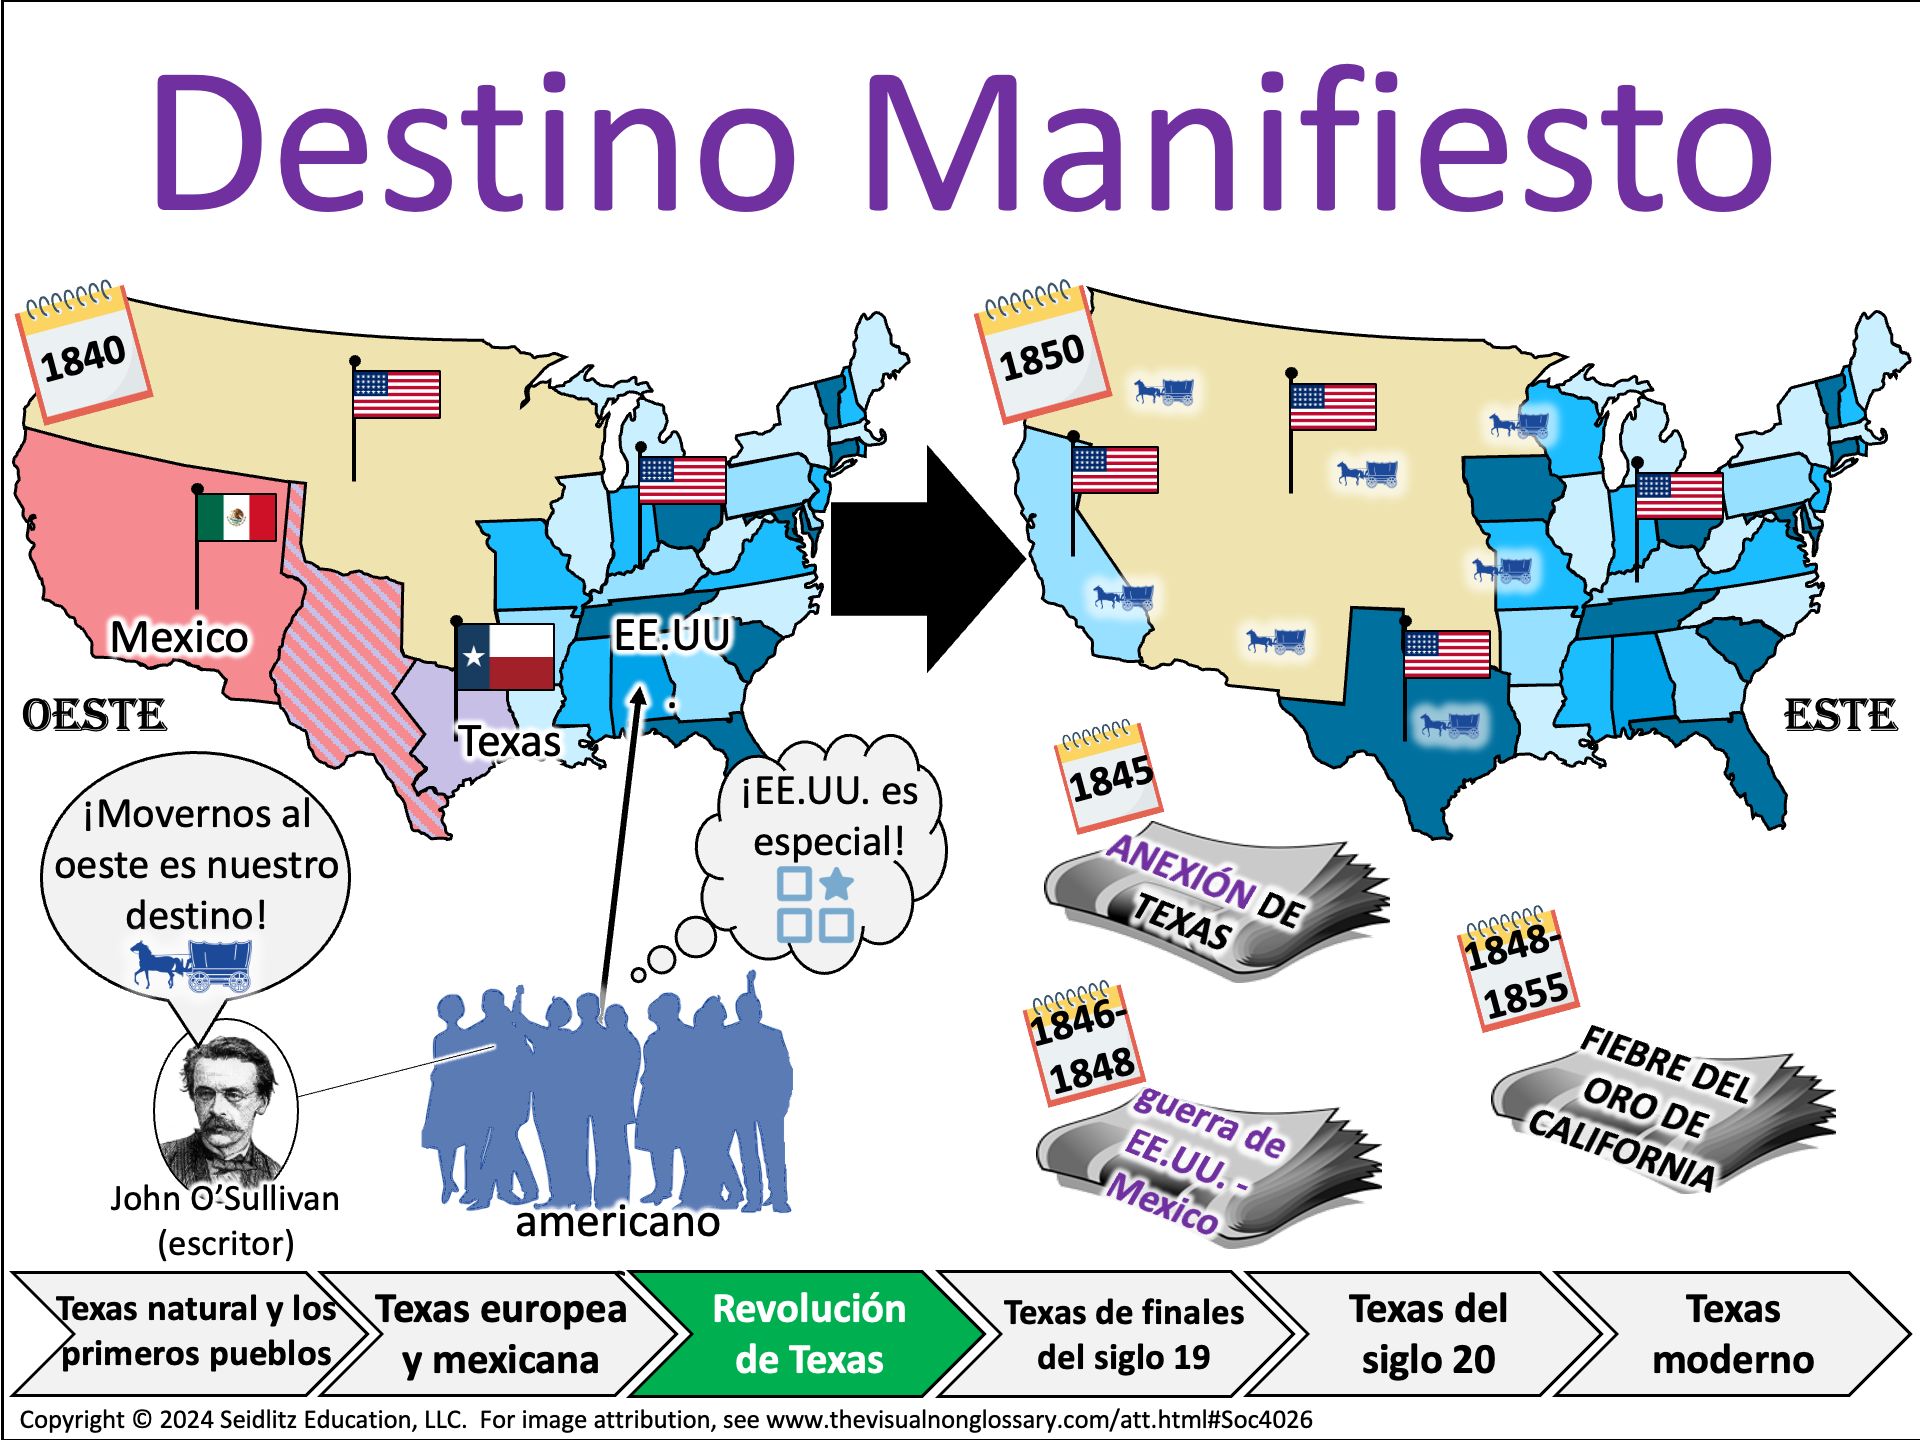 Destino Manifiesto
1840
Mexico
EE.UU
.
Texas
OESTE
1850
ESTE
¡Movernos al
oeste es nuestro
destino!
¡EE.UU. es
especial!
John O’Sullivan
(escritor)
americano
1845
ANEXIÓN DE
TEXAS
1846-
1848
guerra de
EE.UU. -
Mexico
1848-
1855
FIEBRE DEL
ORO DE
CALIFORNIA
Texas natural y los
primeros pueblos
Texas europea
y mexicana
Revolución
de Texas
Texas de finales
del siglo 19
Texas del
siglo 20
Texas
moderno
Copyright © 2024 Seidlitz Education, LLC.  For image attribution, see www.thevisualnonglossary.com/att.html#Soc4026